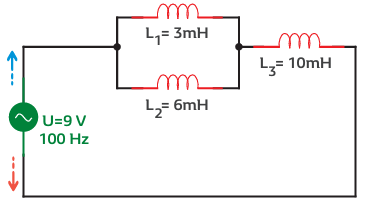 L₁= 3mH
L₂= 6mH
L₃= 10mH
U=9 V
100 Hz